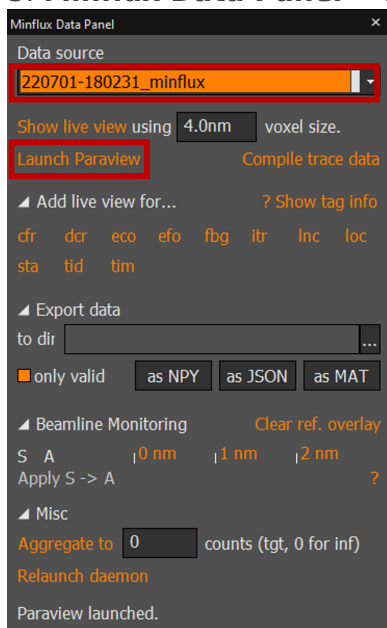 Minflux Data Panel ×
Data source
220701-180231_minflux
Show live view using 4.0nm voxel size.
Launch Paraview Compile trace data
Add live view for... ? Show tag info
cfr dcr eco efo fbg itr lnc loc
sta tid tim
Export data
to dir ...
only valid as NPY as JSON as MAT
Beamline Monitoring Clear ref. overlay
S A 0 nm 1 nm 2 nm
Apply S -> A ?
Misc
Aggregate to 0 counts (tgt, 0 for inf)
Relaunch daemon
Paraview launched.